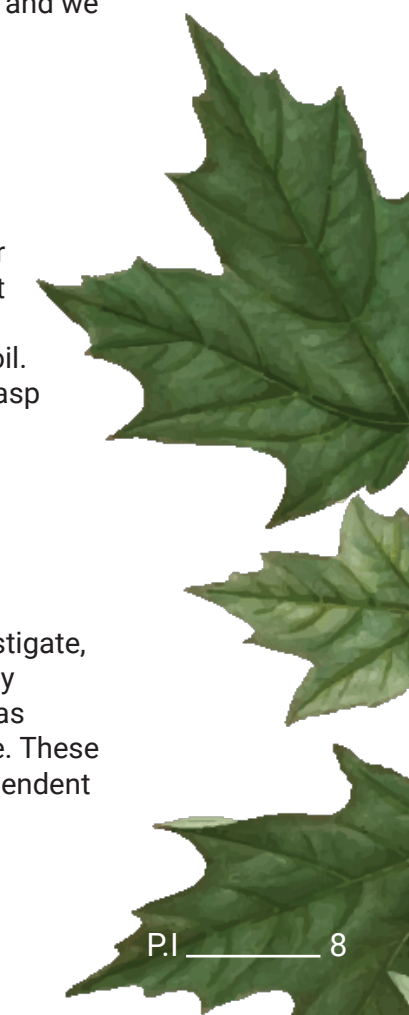 and we
r
t
oil.
asp
stigate,
y
as
e. These
endent
P.I ________ 8